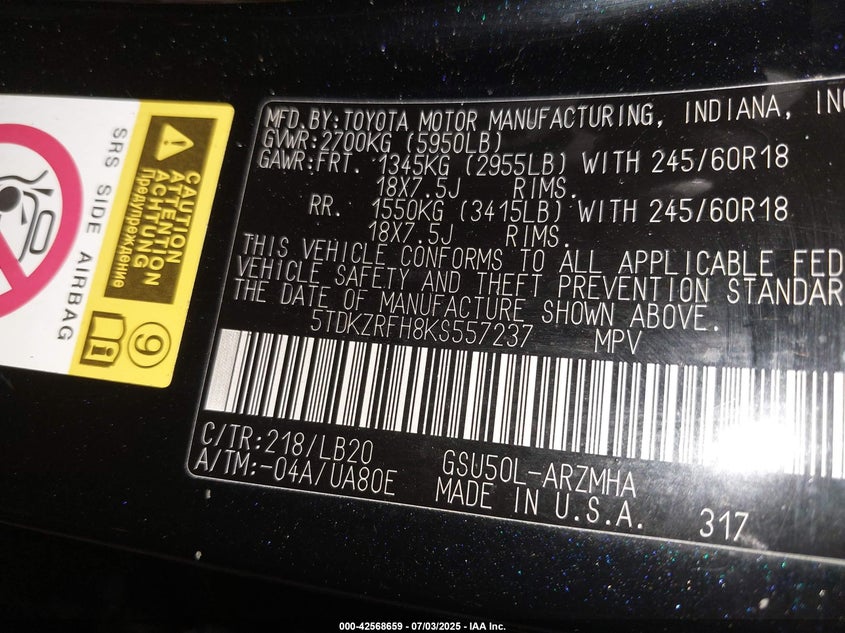 MFD. BY: TOYOTA MOTOR MANUFACTURING, INDIANA, INC
GVWR: 2700KG (5950LB)
GAWR: FRT. 1345KG (2955LB) WITH 245/60R18
18X7.5J RIMS.
RR. 1550KG (3415LB) WITH 245/60R18
18X7.5J RIMS.
THIS VEHICLE CONFORMS TO ALL APPLICABLE FED
VEHICLE SAFETY AND THEFT PREVENTION STANDAR
THE DATE OF MANUFACTURE SHOWN ABOVE.
5TDKZRFH8KS557237 MPV
C/TR: 218/LB20
A/TM: -04A/UA80E
GSU50L-ARZMHA
MADE IN U.S.A.
317
CAUTION
ATTENTION
ACHTUNG
Предупреждение
SRS SIDE AIRBAG
9
000-42568659 - 07/03/2025 - IAA Inc.